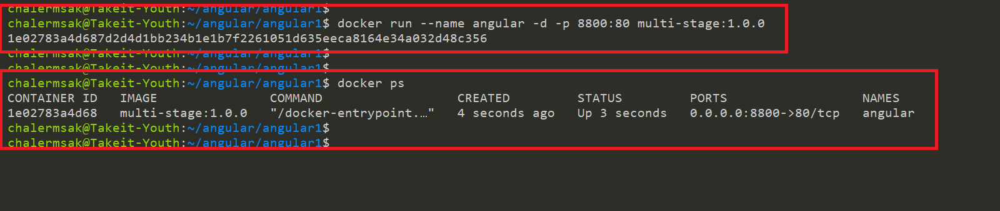 chalermsak@Takeit-Youth:~/angular/angular1$
chalermsak@Takeit-Youth:~/angular/angular1$ docker run --name angular -d -p 8800:80 multi-stage:1.0.0
1e02783a4d687d2d4d1bb234b1e1b7f2261051d635eeca8164e34a032d48c356
chalermsak@Takeit-Youth:~/angular/angular1$
chalermsak@Takeit-Youth:~/angular/angular1$
chalermsak@Takeit-Youth:~/angular/angular1$ docker ps
CONTAINER ID   IMAGE               COMMAND                  CREATED         STATUS         PORTS                  NAMES
1e02783a4d68   multi-stage:1.0.0   "/docker-entrypoint.…"   4 seconds ago   Up 3 seconds   0.0.0.0:8800->80/tcp   angular
chalermsak@Takeit-Youth:~/angular/angular1$
chalermsak@Takeit-Youth:~/angular/angular1$